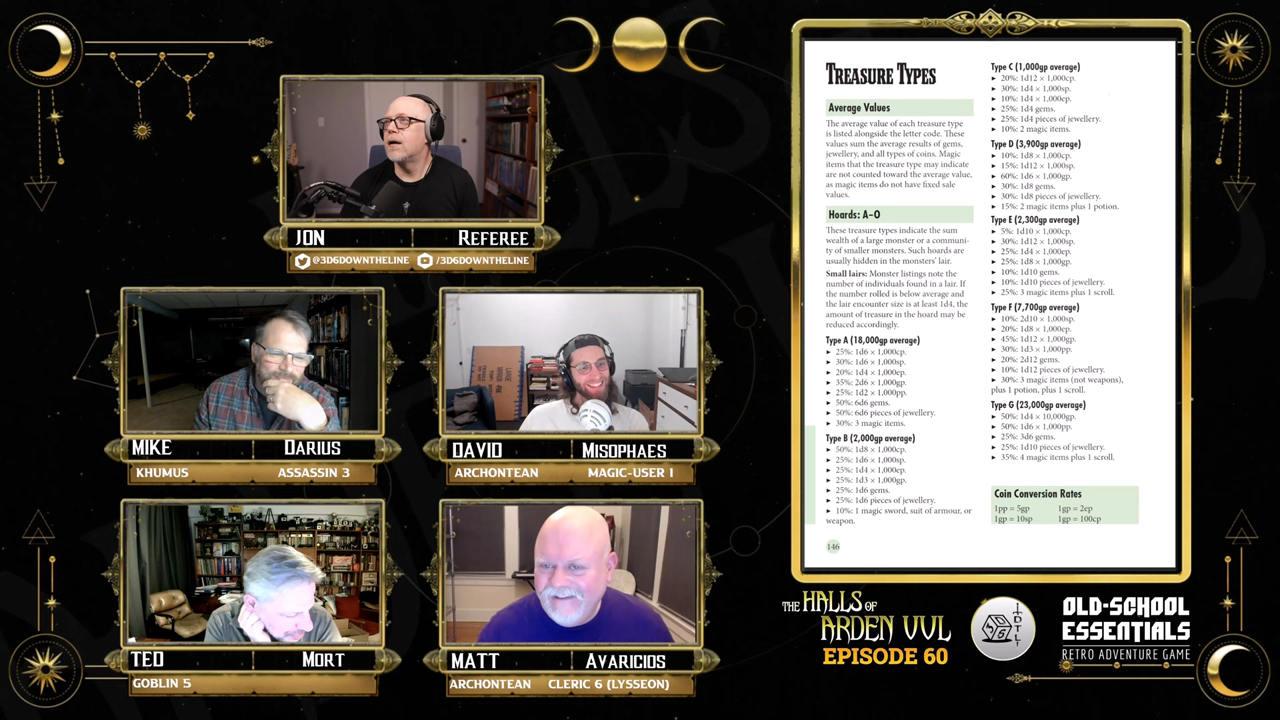 JON
REFEREE
@3D6DOWNTHELINE /3D6DOWNTHELINE
MIKE
DARIUS
KHUMUS
ASSASSIN 3
DAVID
MISOPHAES
ARCHONTEAN
MAGIC-USER 1
TED
MORT
GOBLIN 5
MATT
AVARICIOS
ARCHONTEAN
CLERIC 6 (LYSSEON)
TREASURE TYPES
Average Values
The average value of each treasure type
is listed alongside the letter code. These
values sum the average results of gems,
jewellery, and all types of coins. Magic
items that the treasure type may indicate
are not counted toward the average value,
as magic items do not have fixed sale
values.
Hoards: A–O
These treasure types indicate the sum
wealth of a large monster or a communi-
ty of smaller monsters. Such hoards are
usually hidden in the monsters' lair.
Small lairs: Monster listings note the
number of individuals found in a lair. If
the number rolled is below average and
the lair encounter size is at least 1d4, the
amount of treasure in the hoard may be
reduced accordingly.
Type A (18,000gp average)
► 25%: 1d6 × 1,000cp.
► 30%: 1d6 × 1,000sp.
► 20%: 1d4 × 1,000ep.
► 35%: 2d6 × 1,000gp.
► 25%: 1d2 × 1,000pp.
► 50%: 6d6 gems.
► 50%: 6d6 pieces of jewellery.
► 30%: 3 magic items.
Type B (2,000gp average)
► 50%: 1d8 × 1,000cp.
► 25%: 1d6 × 1,000sp.
► 25%: 1d4 × 1,000ep.
► 25%: 1d3 × 1,000gp.
► 25%: 1d6 gems.
► 25%: 1d6 pieces of jewellery.
► 10%: 1 magic sword, suit of armour, or
weapon.
146
Type C (1,000gp average)
► 20%: 1d12 × 1,000cp.
► 30%: 1d4 × 1,000sp.
► 10%: 1d4 × 1,000ep.
► 25%: 1d4 gems.
► 25%: 1d4 pieces of jewellery.
► 10%: 2 magic items.
Type D (3,900gp average)
► 10%: 1d8 × 1,000cp.
► 15%: 1d12 × 1,000sp.
► 60%: 1d6 × 1,000gp.
► 30%: 1d8 gems.
► 30%: 1d8 pieces of jewellery.
► 15%: 2 magic items plus 1 potion.
Type E (2,300gp average)
► 5%: 1d10 × 1,000cp.
► 30%: 1d12 × 1,000sp.
► 25%: 1d4 × 1,000ep.
► 25%: 1d8 × 1,000gp.
► 10%: 1d10 gems.
► 10%: 1d10 pieces of jewellery.
► 25%: 3 magic items plus 1 scroll.
Type F (7,700gp average)
► 10%: 2d10 × 1,000sp.
► 20%: 1d8 × 1,000ep.
► 45%: 1d12 × 1,000gp.
► 30%: 1d3 × 1,000pp.
► 20%: 2d12 gems.
► 10%: 1d12 pieces of jewellery.
► 30%: 3 magic items (not weapons),
plus 1 potion, plus 1 scroll.
Type G (23,000gp average)
► 50%: 1d4 × 10,000gp.
► 50%: 1d6 × 1,000pp.
► 25%: 3d6 gems.
► 25%: 1d10 pieces of jewellery.
► 35%: 4 magic items plus 1 scroll.
Coin Conversion Rates
1pp = 5gp 1gp = 2ep
1gp = 10sp 1gp = 100cp
THE HALLS OF
ARDEN VUL
EPISODE 60
3DTL
OLD-SCHOOL
ESSENTIALS
RETRO ADVENTURE GAME